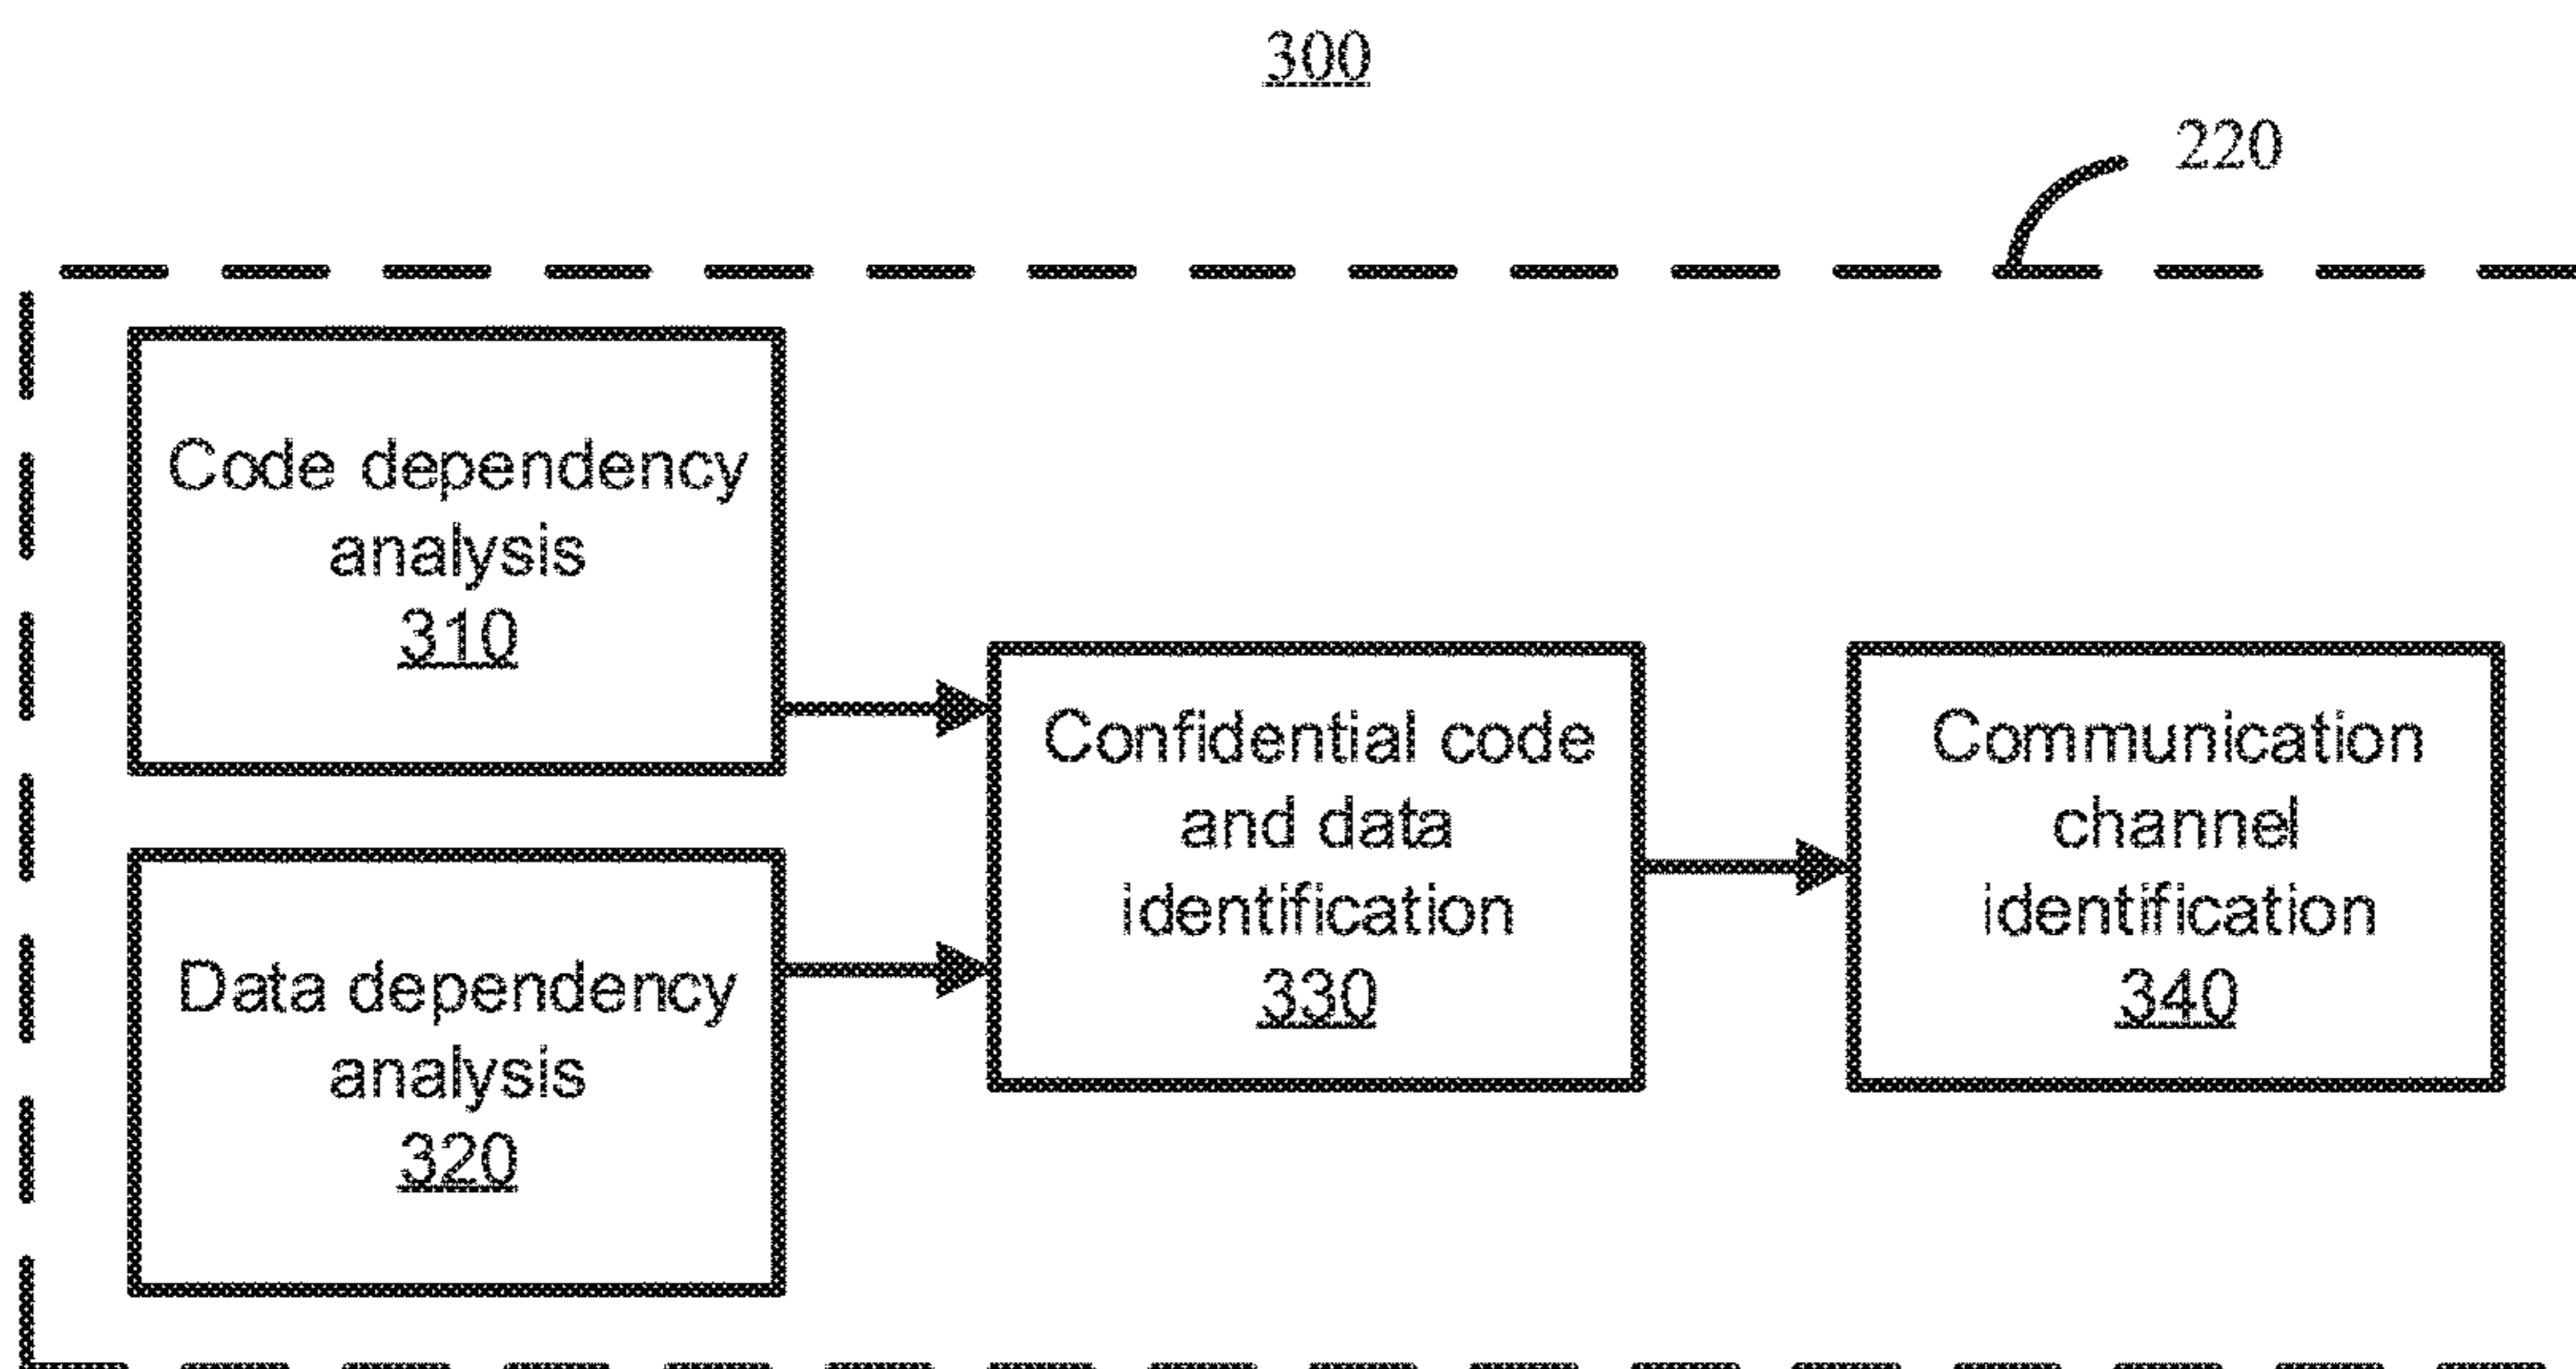 300
220
Code dependency
analysis
310
Data dependency
analysis
320
Confidential code
and data
identification
330
Communication
channel
identification
340